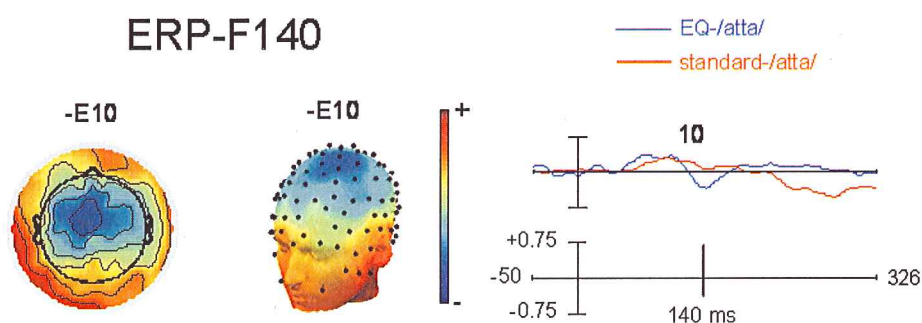 ERP-F140
EQ-/atta/
standard-/atta/
-E10
-E10
+
-
10
+0.75
-50
326
-0.75
140 ms